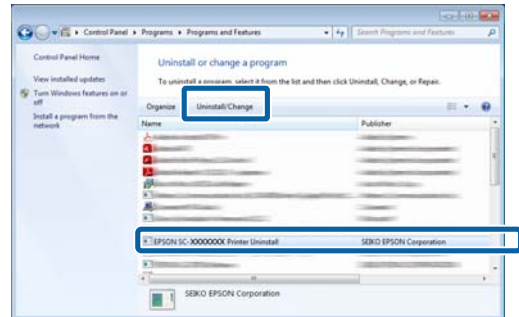 Control Panel ▸ Programs ▸ Programs and Features
Search Programs and Features
Control Panel Home
View installed updates
Turn Windows features on or off
Install a program from the network
Uninstall or change a program
To uninstall a program, select it from the list and then click Uninstall, Change, or Repair.
Organize
Uninstall/Change
Name
Publisher
EPSON SC-XXXXXXX Printer Uninstall
SEIKO EPSON Corporation
SEIKO EPSON Corporation